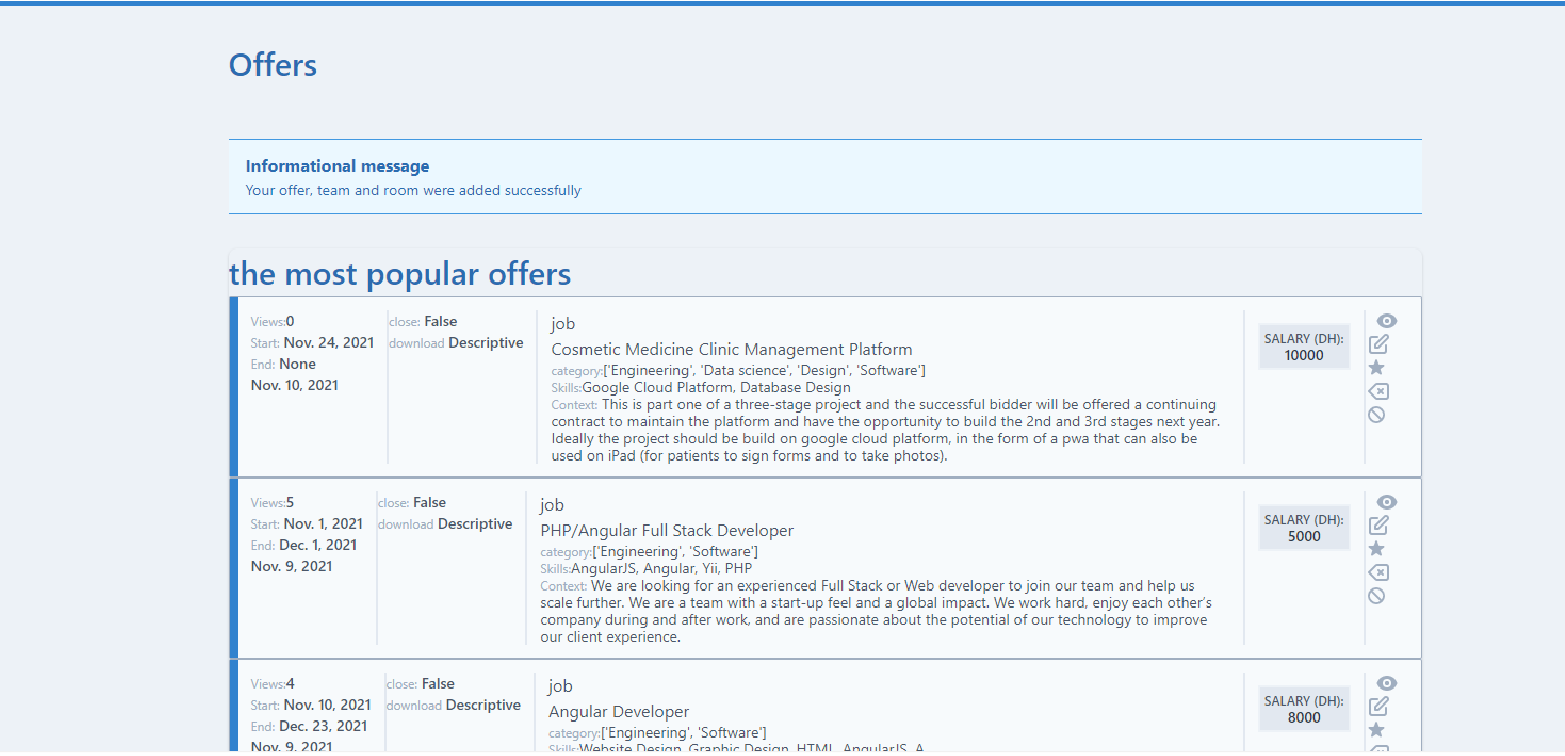 Offers
Informational message
Your offer, team and room were added successfully
the most popular offers
Views:0
Start: Nov. 24, 2021
End: None
Nov. 10, 2021
close: False
download Descriptive
job
Cosmetic Medicine Clinic Management Platform
category:['Engineering', 'Data science', 'Design', 'Software']
Skills:Google Cloud Platform, Database Design
Context: This is part one of a three-stage project and the successful bidder will be offered a continuing
contract to maintain the platform and have the opportunity to build the 2nd and 3rd stages next year.
Ideally the project should be build on google cloud platform, in the form of a pwa that can also be
used on iPad (for patients to sign forms and to take photos).
SALARY (DH):
10000
Views:5
Start: Nov. 1, 2021
End: Dec. 1, 2021
Nov. 9, 2021
close: False
download Descriptive
job
PHP/Angular Full Stack Developer
category:['Engineering', 'Software']
Skills:AngularJS, Angular, Yii, PHP
Context: We are looking for an experienced Full Stack or Web developer to join our team and help us
scale further. We are a team with a start-up feel and a global impact. We work hard, enjoy each other's
company during and after work, and are passionate about the potential of our technology to improve
our client experience.
SALARY (DH):
5000
Views:4
Start: Nov. 10, 2021
End: Dec. 23, 2021
Nov. 9, 2021
close: False
download Descriptive
job
Angular Developer
category:['Engineering', 'Software']
Skills:Website Design, Graphic Design, HTML, AngularJS, A
SALARY (DH):
8000